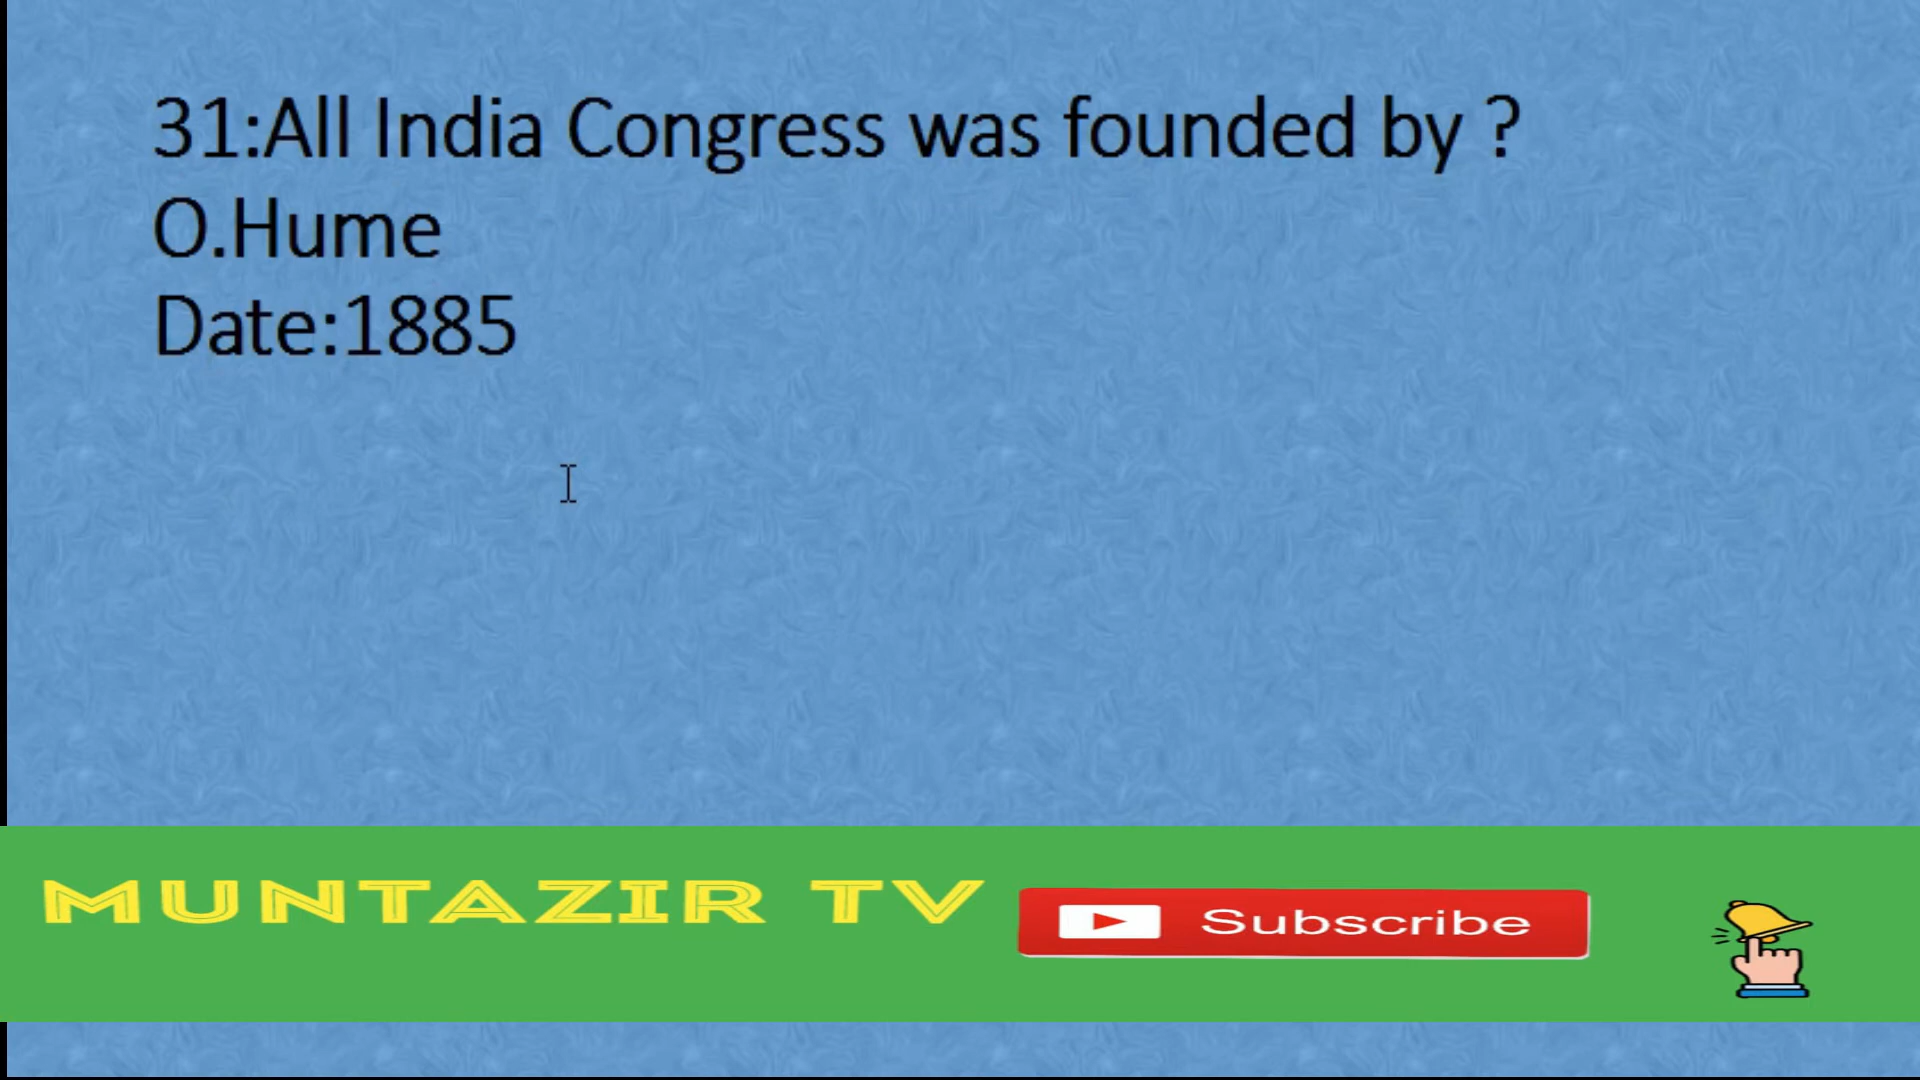 31:All India Congress was founded by ?
O.Hume
Date:1885
MUNTAZIR TV
Subscribe